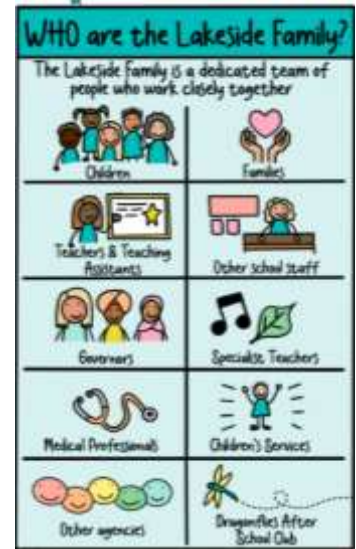 WHO are the Lakeside Family?
The Lakeside Family is a dedicated team of
people who work closely together
Children
Families
Teachers & Teaching
Assistants
Other school staff
Governors
Specialist Teachers
Medical Professionals
Children's Services
Other agencies
Dragonflies After
School Club